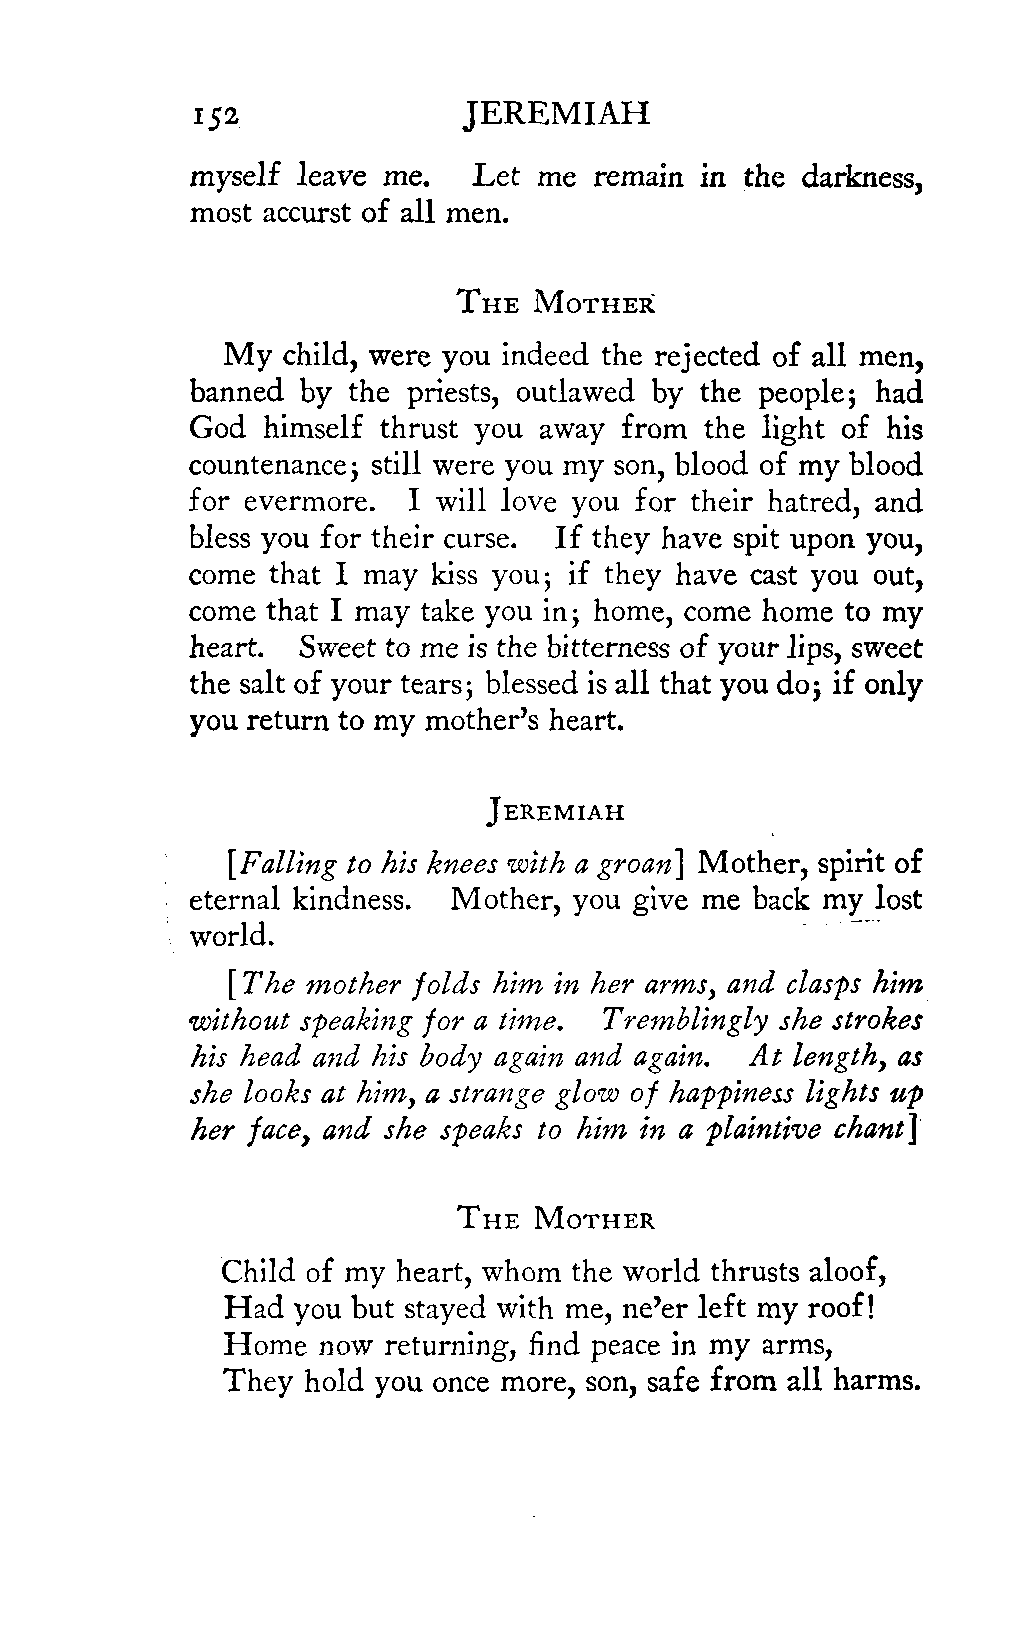 152 JEREMIAH
myself leave me. Let me remain in the darkness,
most accurst of all men.
THE MOTHER
My child, were you indeed the rejected of all men,
banned by the priests, outlawed by the people; had
God himself thrust you away from the light of his
countenance; still were you my son, blood of my blood
for evermore. I will love you for their hatred, and
bless you for their curse. If they have spit upon you,
come that I may kiss you; if they have cast you out,
come that I may take you in; home, come home to my
heart. Sweet to me is the bitterness of your lips, sweet
the salt of your tears; blessed is all that you do; if only
you return to my mother's heart.
JEREMIAH
[Falling to his knees with a groan] Mother, spirit of
eternal kindness. Mother, you give me back my lost
world.
[The mother folds him in her arms, and clasps him
without speaking for a time. Tremblingly she strokes
his head and his body again and again. At length, as
she looks at him, a strange glow of happiness lights up
her face, and she speaks to him in a plaintive chant]
THE MOTHER
Child of my heart, whom the world thrusts aloof,
Had you but stayed with me, ne'er left my roof!
Home now returning, find peace in my arms,
They hold you once more, son, safe from all harms.